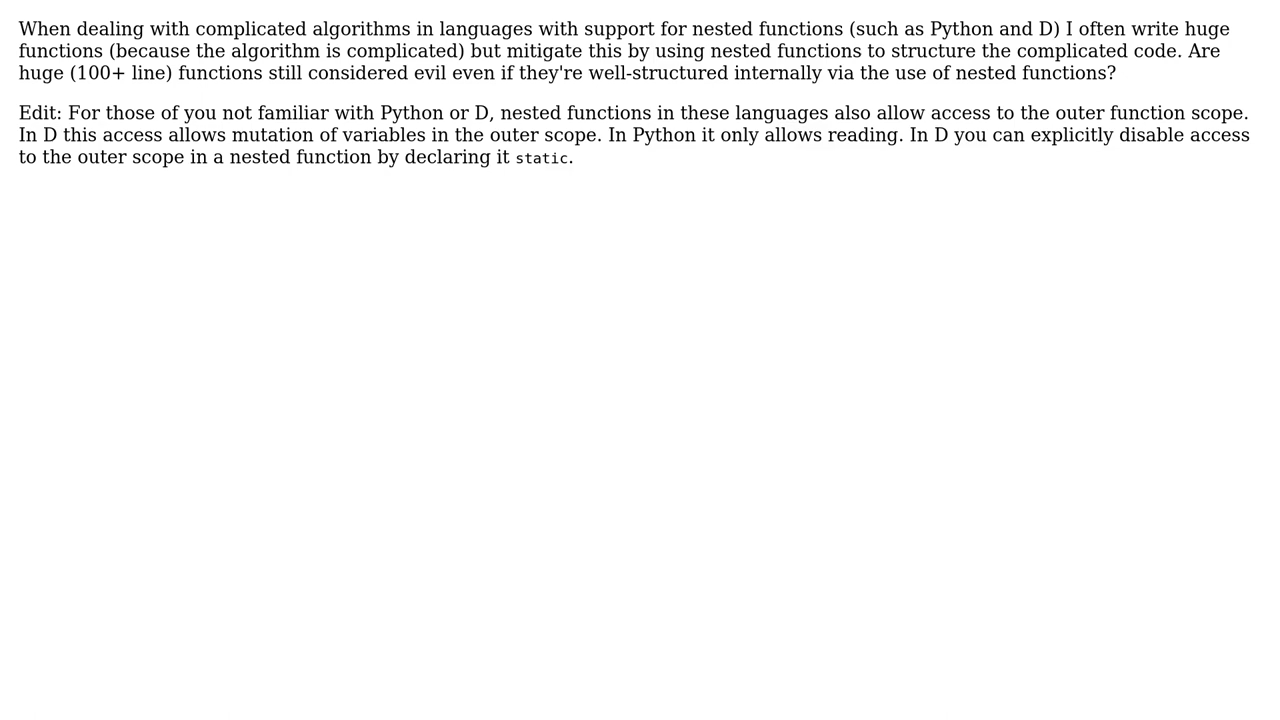 When dealing with complicated algorithms in languages with support for nested functions (such as Python and D) I often write huge
functions (because the algorithm is complicated) but mitigate this by using nested functions to structure the complicated code. Are
huge (100+ line) functions still considered evil even if they're well-structured internally via the use of nested functions?
Edit: For those of you not familiar with Python or D, nested functions in these languages also allow access to the outer function scope.
In D this access allows mutation of variables in the outer scope. In Python it only allows reading. In D you can explicitly disable access
to the outer scope in a nested function by declaring it static.